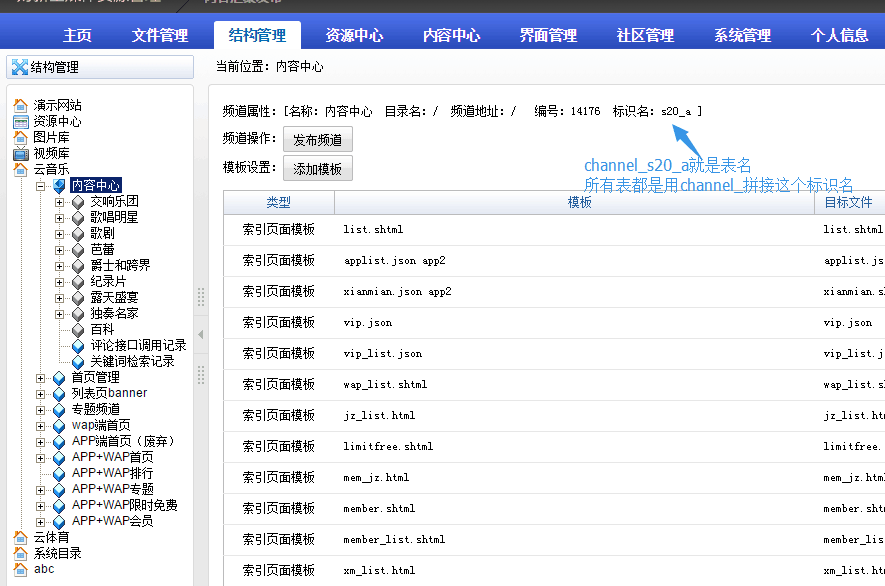 主页 文件管理 结构管理 资源中心 内容中心 界面管理 社区管理 系统管理 个人信息
结构管理
当前位置：内容中心
演示网站
资源中心
图片库
视频库
云音乐
内容中心
交响乐团
歌唱明星
歌剧
芭蕾
爵士和跨界
纪录片
露天盛宴
独奏名家
百科
评论接口调用记录
关键词检索记录
首页管理
列表页banner
专题频道
wap端首页
APP端首页（废弃）
APP+WAP首页
APP+WAP排行
APP+WAP专题
APP+WAP限时免费
APP+WAP会员
云体育
系统目录
abc
频道属性：[名称：内容中心 目录名：/ 频道地址：/ 编号：14176 标识名：s20_a ]
频道操作： 发布频道
模板设置： 添加模板
channel_s20_a就是表名
所有表都是用channel_拼接这个标识名
类型 模板 目标文件
索引页面模板 list.shtml list.shtml
索引页面模板 applist.json app2 applist.js
索引页面模板 xianmian.json app2 xianmian.s
索引页面模板 vip.json vip.json
索引页面模板 vip_list.json vip_list.j
索引页面模板 wap_list.shtml wap_list.s
索引页面模板 jz_list.html jz_list.htm
索引页面模板 limitfree.shtml limitfree.
索引页面模板 mem_jz.html mem_jz.htm
索引页面模板 member.shtml member.sht
索引页面模板 member_list.shtml member_lis
索引页面模板 xm_list.html xm_list.ht